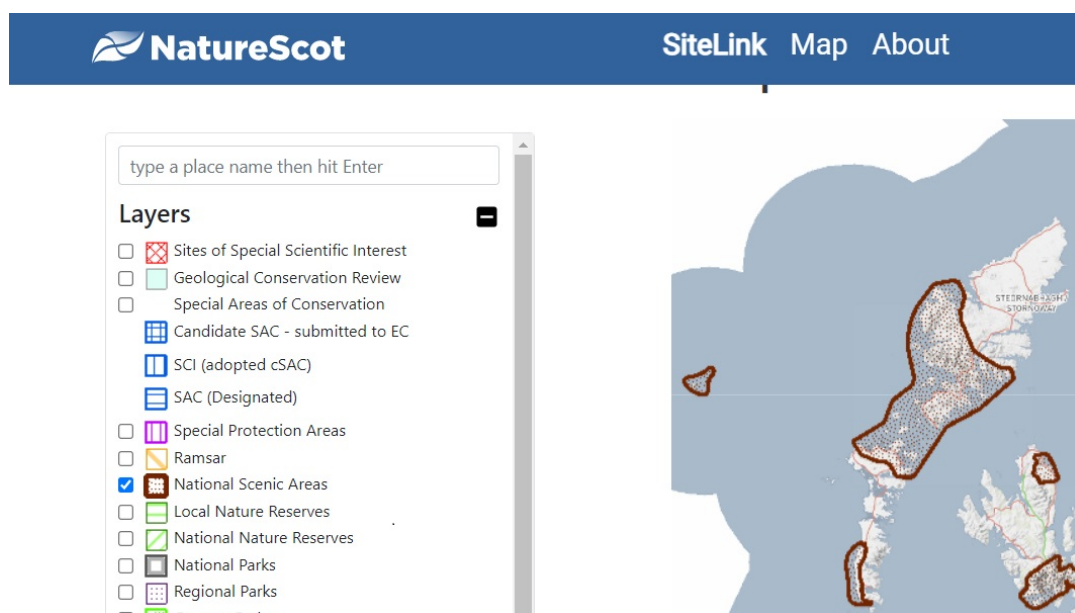 NatureScot
SiteLink Map About
type a place name then hit Enter
Layers
Sites of Special Scientific Interest
Geological Conservation Review
Special Areas of Conservation
Candidate SAC - submitted to EC
SCI (adopted cSAC)
SAC (Designated)
Special Protection Areas
Ramsar
National Scenic Areas
Local Nature Reserves
National Nature Reserves
National Parks
Regional Parks
STORNOWAY